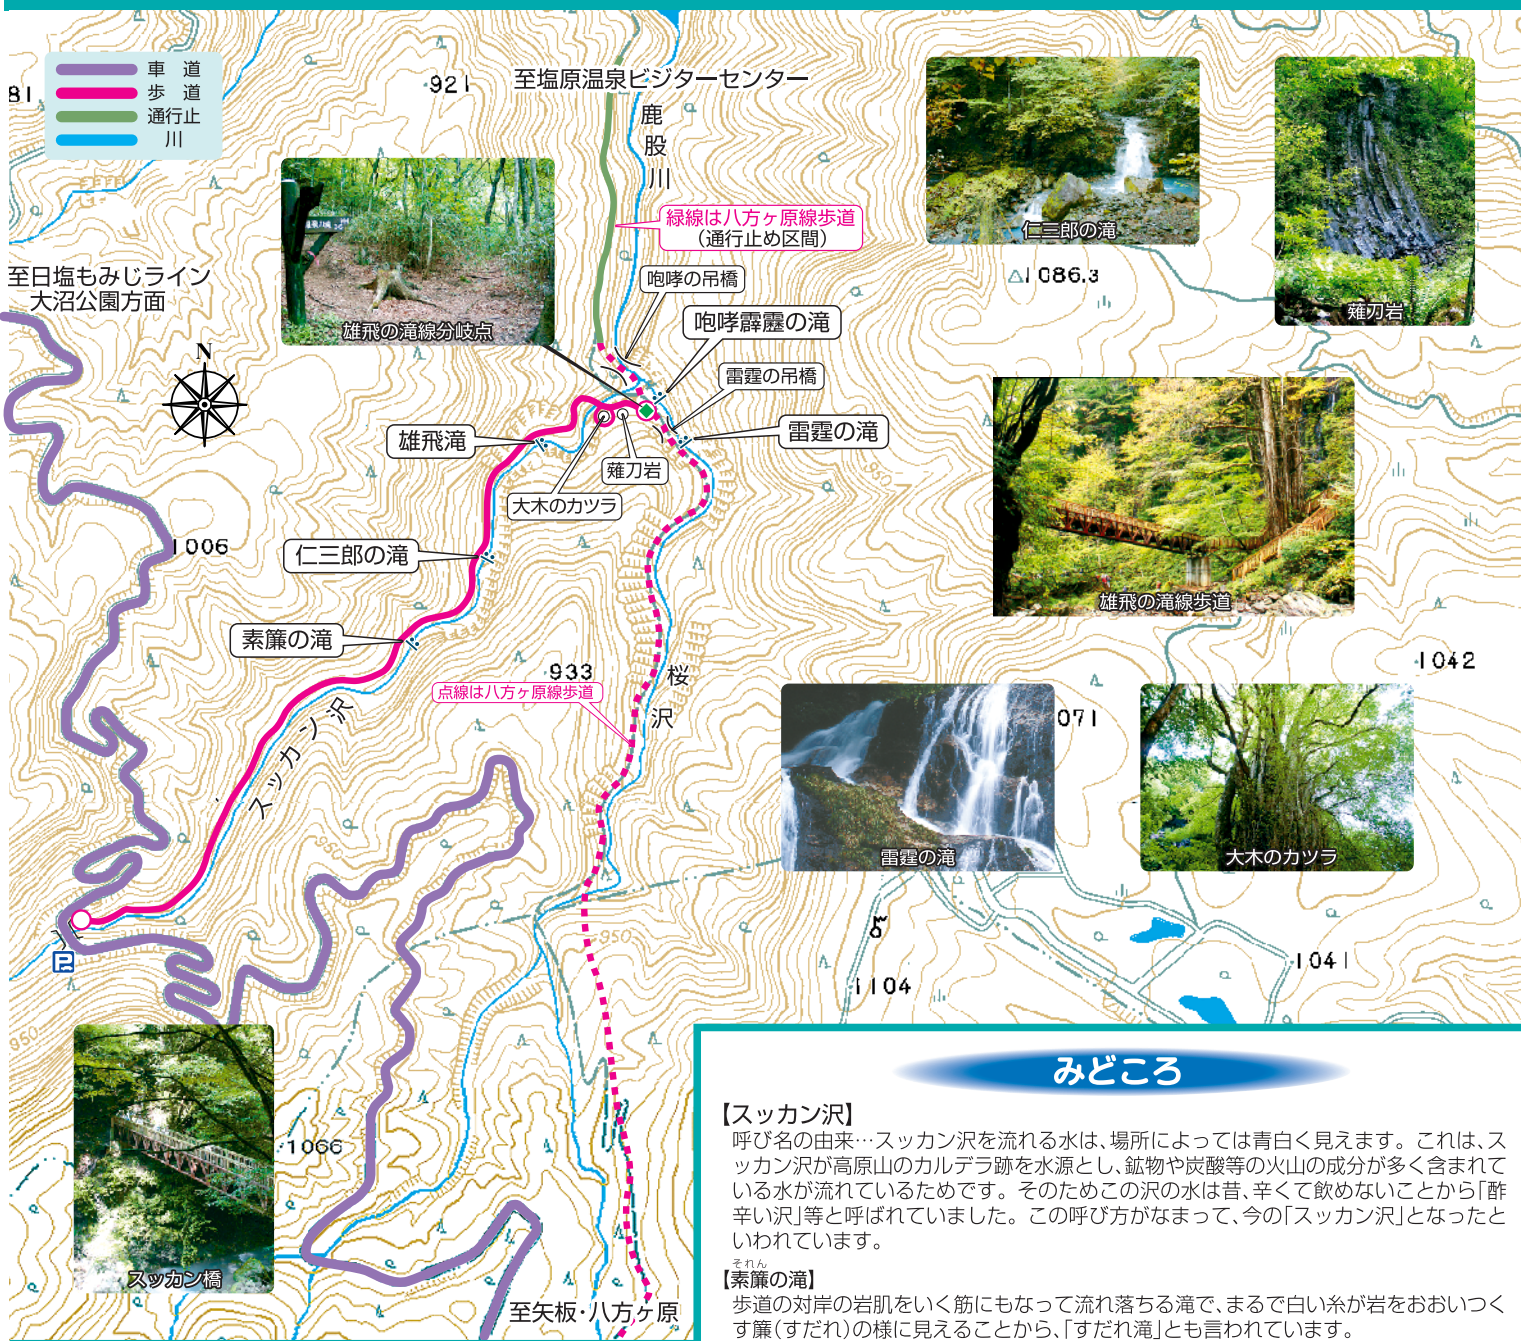 車 道
歩 道
通行止
川
81
921
至塩原温泉ビジターセンター
鹿股川
緑線は八方ヶ原線歩道
(通行止め区間)
咆哮の吊橋
咆哮霹靂の滝
雷霆の吊橋
雷霆の滝
雄飛の滝線分岐点
仁三郎の滝
薙刀岩
1086.3
至日塩もみじライン
大沼公園方面
N
雄飛滝
薙刀岩
大木のカツラ
1006
仁三郎の滝
素簾の滝
雄飛の滝線歩道
933
点線は八方ヶ原線歩道
桜沢
スッカン沢
1042
071
雷霆の滝
大木のカツラ
950
950
950
P
1104
1041
1066
スッカン橋
至矢板・八方ヶ原
みどころ
【スッカン沢】
呼び名の由来…スッカン沢を流れる水は、場所によっては青白く見えます。これは、ス
ッカン沢が高原山のカルデラ跡を水源とし、鉱物や炭酸等の火山の成分が多く含まれて
いる水が流れているためです。そのためこの沢の水は昔、辛くて飲めないことから「酢
辛い沢」等と呼ばれていました。この呼び方がなまって、今の「スッカン沢」となったと
いわれています。
それん
【素簾の滝】
歩道の対岸の岩肌をいく筋にもなって流れ落ちる滝で、まるで白い糸が岩をおおいつく
す簾(すだれ)の様に見えることから、「すだれ滝」とも言われています。